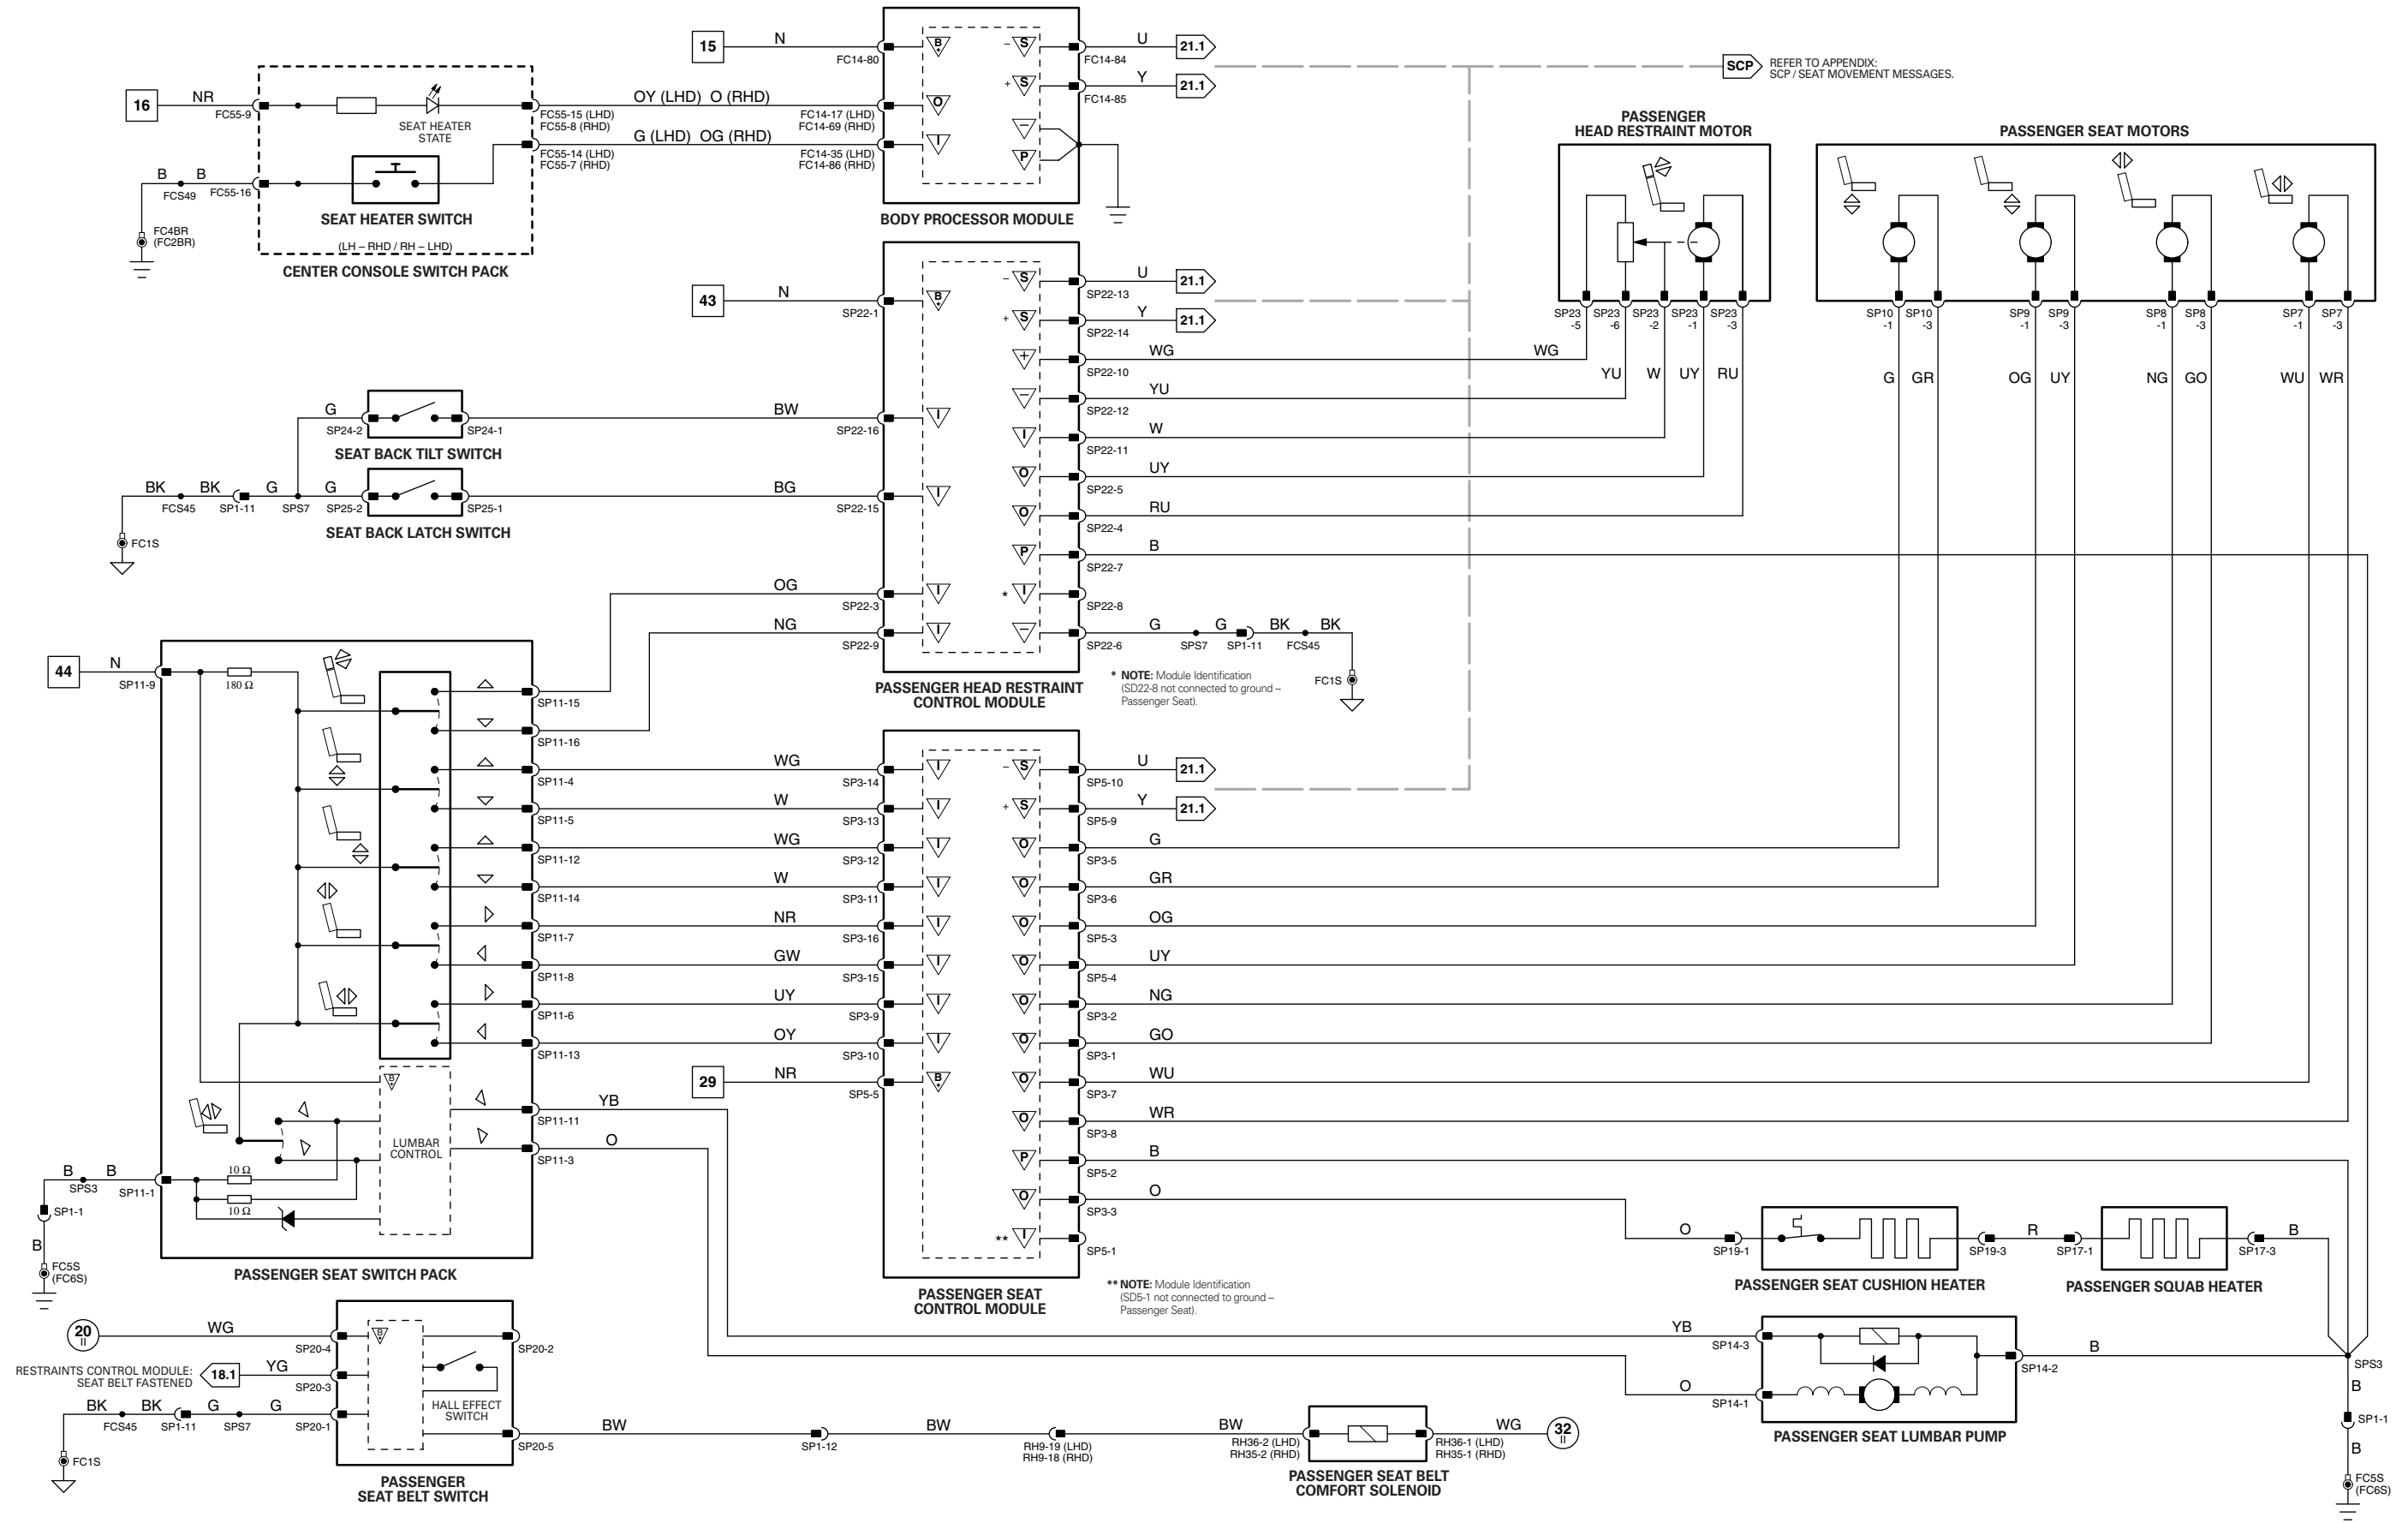 15
N
FC14-80
B
S
–
FC14-84
U
21.1
+
S
FC14-85
Y
21.1
O
I
–
P
BODY PROCESSOR MODULE
SCP
REFER TO APPENDIX:
SCP / SEAT MOVEMENT MESSAGES.
16
NR
FC55-9
SEAT HEATER
STATE
OY (LHD)  O (RHD)
FC55-15 (LHD)
FC55-8 (RHD)
FC14-17 (LHD)
FC14-69 (RHD)
G (LHD)  OG (RHD)
FC55-14 (LHD)
FC55-7 (RHD)
FC14-35 (LHD)
FC14-86 (RHD)
B
B
FCS49
FC55-16
FC4BR
(FC2BR)
SEAT HEATER SWITCH
(LH – RHD / RH – LHD)
CENTER CONSOLE SWITCH PACK
PASSENGER
HEAD RESTRAINT MOTOR
SP23
-5
SP23
-6
SP23
-2
SP23
-1
SP23
-3
WG
YU
W
UY
RU
PASSENGER SEAT MOTORS
SP10
-1
SP10
-3
SP9
-1
SP9
-3
SP8
-1
SP8
-3
SP7
-1
SP7
-3
G
GR
OG
UY
NG
GO
WU
WR
43
N
SP22-1
B
–
S
SP22-13
U
21.1
+
S
SP22-14
Y
21.1
+
SP22-10
WG
–
SP22-12
YU
I
SP22-11
W
O
SP22-5
UY
O
SP22-4
RU
P
SP22-7
B
*
I
SP22-8
–
SP22-6
G
SPS7
G
SP1-11
BK
FCS45
BK
FC1S
* NOTE: Module Identification
(SD22-8 not connected to ground –
Passenger Seat).
G
SP24-2
SP24-1
BW
SP22-16
I
SEAT BACK TILT SWITCH
BK
FCS45
BK
SP1-11
G
SPS7
G
SP25-2
SP25-1
BG
SP22-15
I
SEAT BACK LATCH SWITCH
FC1S
OG
SP22-3
I
NG
SP22-9
I
PASSENGER HEAD RESTRAINT
CONTROL MODULE
44
N
SP11-9
180 Ω
SP11-15
SP11-16
SP11-4
WG
SP3-14
I
SP11-5
W
SP3-13
I
SP11-12
WG
SP3-12
I
SP11-14
W
SP3-11
I
SP11-7
NR
SP3-16
I
SP11-8
GW
SP3-15
I
SP11-6
UY
SP3-9
I
SP11-13
OY
SP3-10
I
29
NR
SP5-5
B
B
LUMBAR
CONTROL
YB
SP11-11
O
SP11-3
B
SPS3
B
SP11-1
10 Ω
10 Ω
SP1-1
B
FC5S
(FC6S)
PASSENGER SEAT SWITCH PACK
–
S
SP5-10
U
21.1
+
S
SP5-9
Y
21.1
O
SP3-5
G
O
SP3-6
GR
O
SP5-3
OG
O
SP5-4
UY
O
SP3-2
NG
O
SP3-1
GO
O
SP3-7
WU
O
SP3-8
WR
P
SP5-2
B
O
SP3-3
O
**
I
SP5-1
PASSENGER SEAT
CONTROL MODULE
** NOTE: Module Identification
(SD5-1 not connected to ground –
Passenger Seat).
O
SP19-1
SP19-3
R
SP17-1
SP17-3
B
PASSENGER SEAT CUSHION HEATER
PASSENGER SQUAB HEATER
YB
SP14-3
O
SP14-1
SP14-2
B
SPS3
B
SP1-1
B
FC5S
(FC6S)
PASSENGER SEAT LUMBAR PUMP
20
II
WG
SP20-4
B
SP20-2
RESTRAINTS CONTROL MODULE:
SEAT BELT FASTENED
18.1
YG
SP20-3
BK
FCS45
BK
SP1-11
G
SPS7
G
SP20-1
FC1S
HALL EFFECT
SWITCH
SP20-5
PASSENGER
SEAT BELT SWITCH
BW
SP1-12
BW
RH9-19 (LHD)
RH9-18 (RHD)
BW
RH36-2 (LHD)
RH35-2 (RHD)
RH36-1 (LHD)
RH35-1 (RHD)
WG
32
II
PASSENGER SEAT BELT
COMFORT SOLENOID